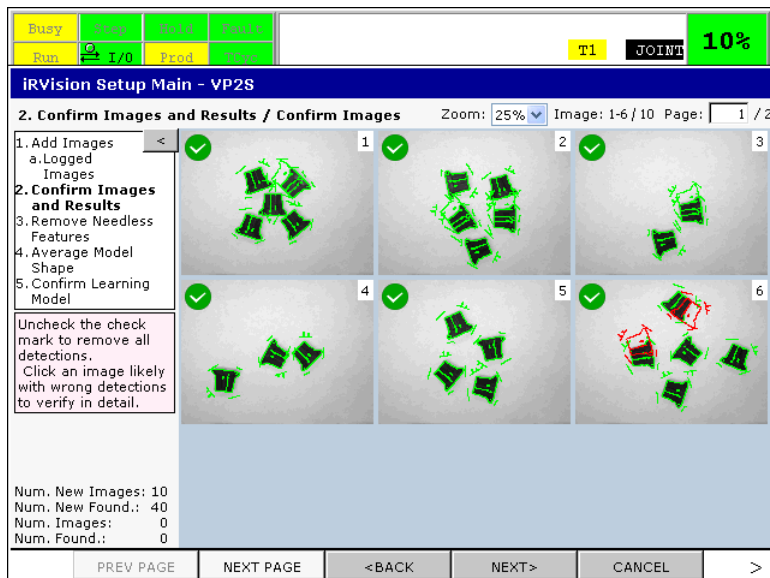 Busy Step Hold Fault
Run I/O Prod TCyc
T1 JOINT 10%
iRVision Setup Main - VP2S
2. Confirm Images and Results / Confirm Images Zoom: 25% Image: 1-6 / 10 Page: 1 / 2
1.Add Images <
a.Logged
Images
2.Confirm Images
and Results
3.Remove Needless
Features
4.Average Model
Shape
5.Confirm Learning
Model
Uncheck the check
mark to remove all
detections.
Click an image likely
with wrong detections
to verify in detail.
1 2 3
4 5 6
Num. New Images: 10
Num. New Found.: 40
Num. Images: 0
Num. Found.: 0
PREV PAGE NEXT PAGE <BACK NEXT> CANCEL >